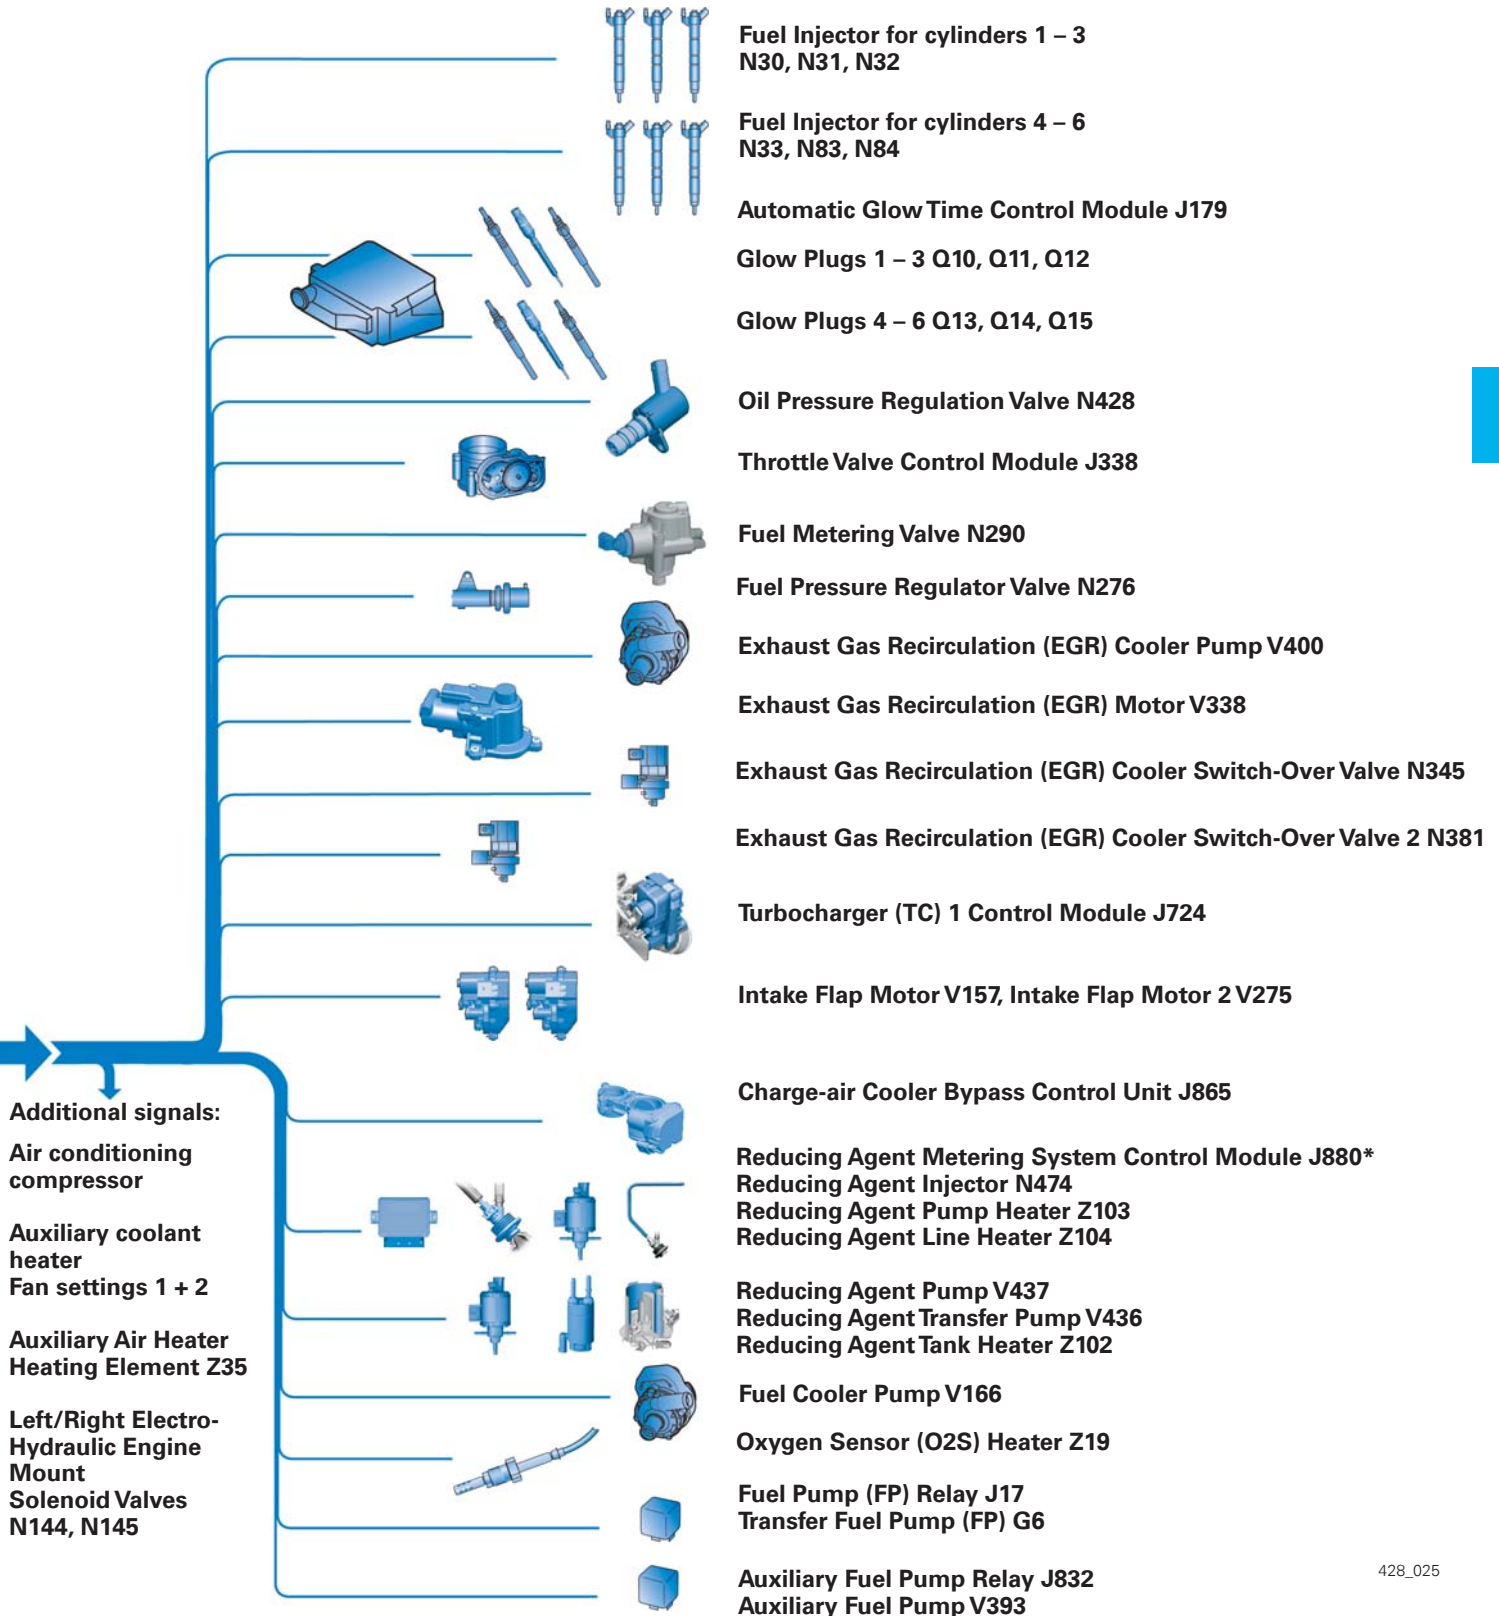 Fuel Injector for cylinders 1 – 3
N30, N31, N32
Fuel Injector for cylinders 4 – 6
N33, N83, N84
Automatic Glow Time Control Module J179
Glow Plugs 1 – 3 Q10, Q11, Q12
Glow Plugs 4 – 6 Q13, Q14, Q15
Oil Pressure Regulation Valve N428
Throttle Valve Control Module J338
Fuel Metering Valve N290
Fuel Pressure Regulator Valve N276
Exhaust Gas Recirculation (EGR) Cooler Pump V400
Exhaust Gas Recirculation (EGR) Motor V338
Exhaust Gas Recirculation (EGR) Cooler Switch-Over Valve N345
Exhaust Gas Recirculation (EGR) Cooler Switch-Over Valve 2 N381
Turbocharger (TC) 1 Control Module J724
Intake Flap Motor V157, Intake Flap Motor 2 V275
Charge-air Cooler Bypass Control Unit J865
Reducing Agent Metering System Control Module J880*
Reducing Agent Injector N474
Reducing Agent Pump Heater Z103
Reducing Agent Line Heater Z104
Reducing Agent Pump V437
Reducing Agent Transfer Pump V436
Reducing Agent Tank Heater Z102
Fuel Cooler Pump V166
Oxygen Sensor (O2S) Heater Z19
Fuel Pump (FP) Relay J17
Transfer Fuel Pump (FP) G6
Auxiliary Fuel Pump Relay J832
Auxiliary Fuel Pump V393
Additional signals:
Air conditioning
compressor
Auxiliary coolant
heater
Fan settings 1 + 2
Auxiliary Air Heater
Heating Element Z35
Left/Right Electro-
Hydraulic Engine
Mount
Solenoid Valves
N144, N145
428_025